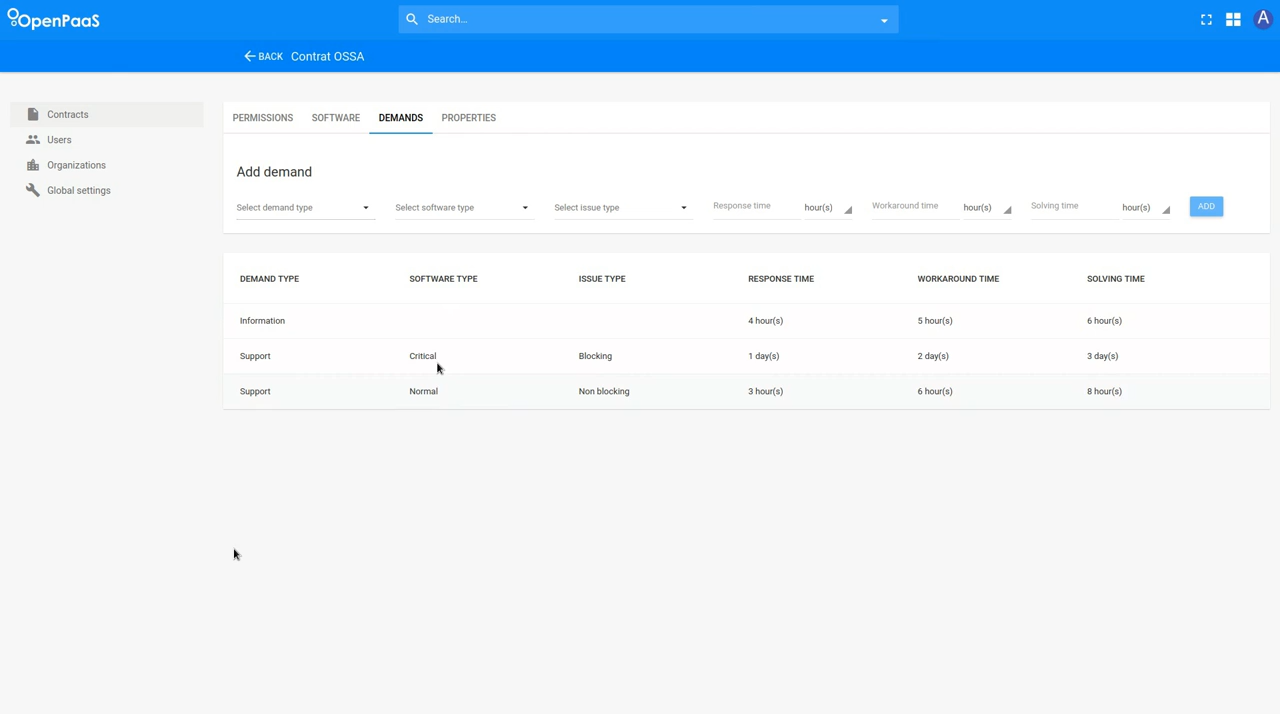 OpenPaaS
Search...
A
BACK Contrat OSSA
Contracts
Users
Organizations
Global settings
PERMISSIONS SOFTWARE DEMANDS PROPERTIES
Add demand
Select demand type Select software type Select issue type Response time hour(s) Workaround time hour(s) Solving time hour(s) ADD
DEMAND TYPE SOFTWARE TYPE ISSUE TYPE RESPONSE TIME WORKAROUND TIME SOLVING TIME
Information 4 hour(s) 5 hour(s) 6 hour(s)
Support Critical Blocking 1 day(s) 2 day(s) 3 day(s)
Support Normal Non blocking 3 hour(s) 6 hour(s) 8 hour(s)